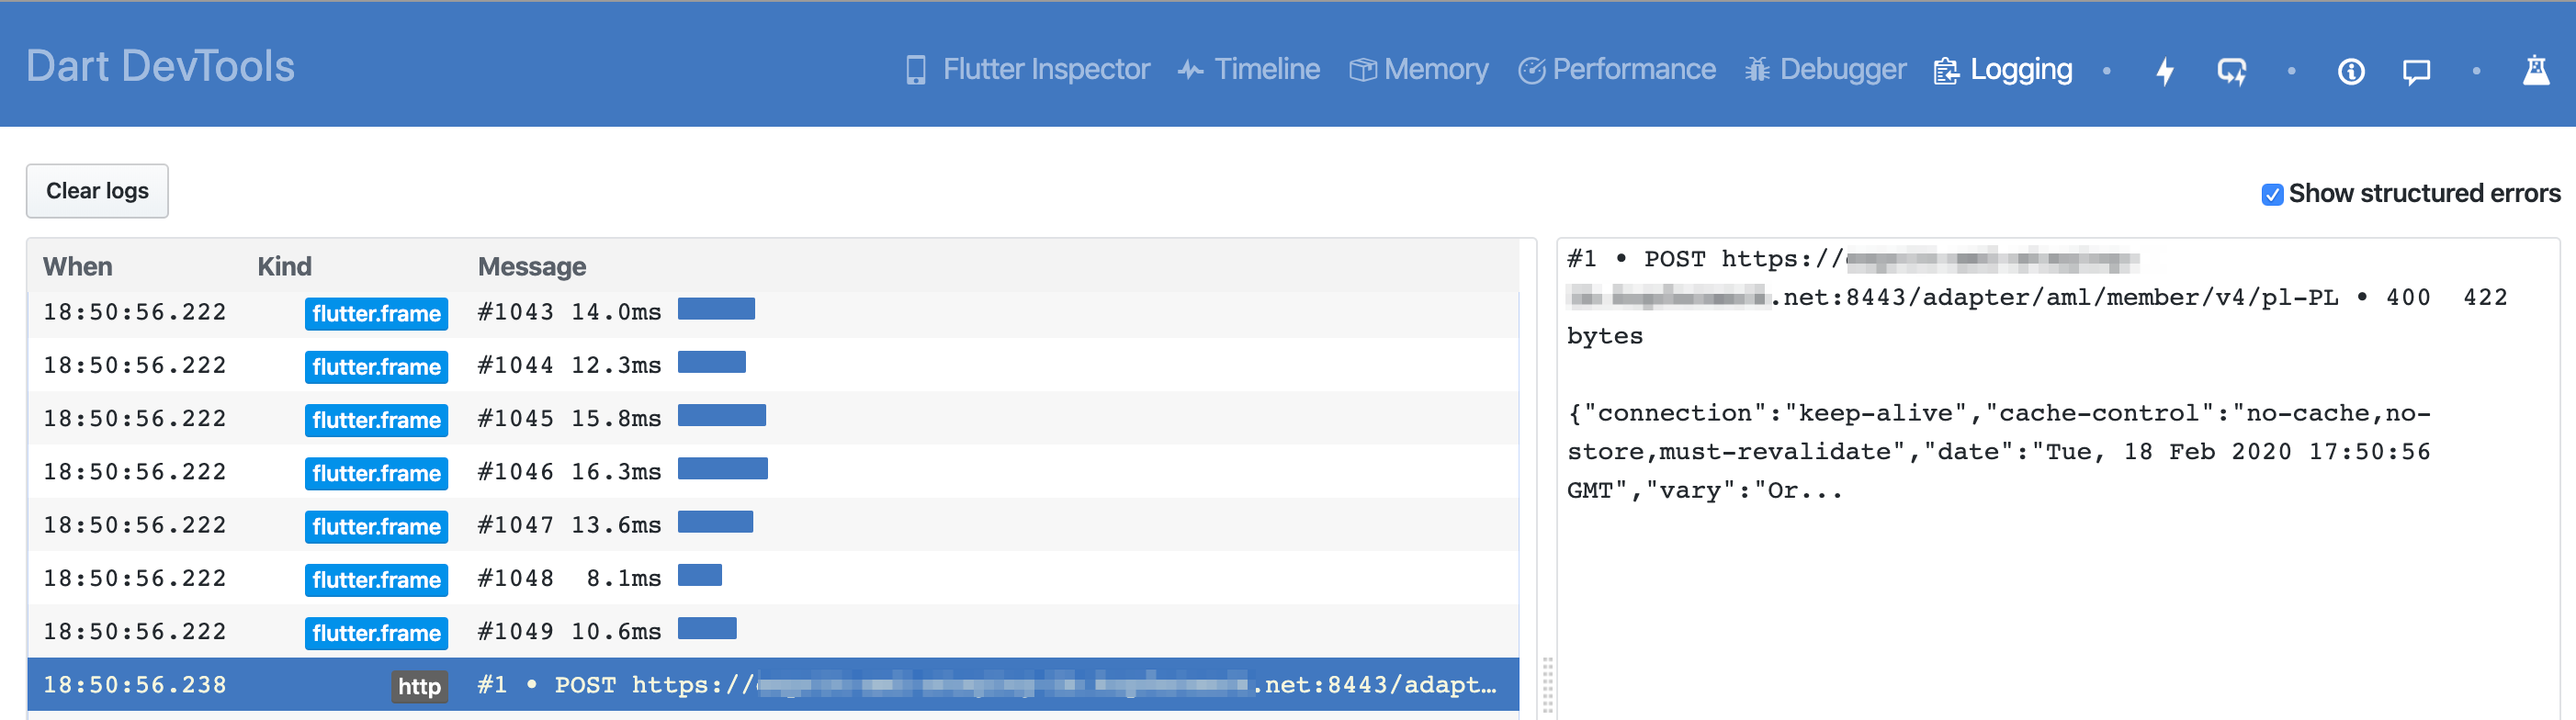 Dart DevTools
Flutter Inspector Timeline Memory Performance Debugger Logging
Clear logs
Show structured errors
When Kind Message
18:50:56.222 flutter.frame #1043 14.0ms
18:50:56.222 flutter.frame #1044 12.3ms
18:50:56.222 flutter.frame #1045 15.8ms
18:50:56.222 flutter.frame #1046 16.3ms
18:50:56.222 flutter.frame #1047 13.6ms
18:50:56.222 flutter.frame #1048 8.1ms
18:50:56.222 flutter.frame #1049 10.6ms
18:50:56.238 http #1 • POST https:// .net:8443/adapt…
#1 • POST https://
.net:8443/adapter/aml/member/v4/pl-PL • 400 422
bytes
{"connection":"keep-alive","cache-control":"no-cache,no-
store,must-revalidate","date":"Tue, 18 Feb 2020 17:50:56
GMT","vary":"Or...